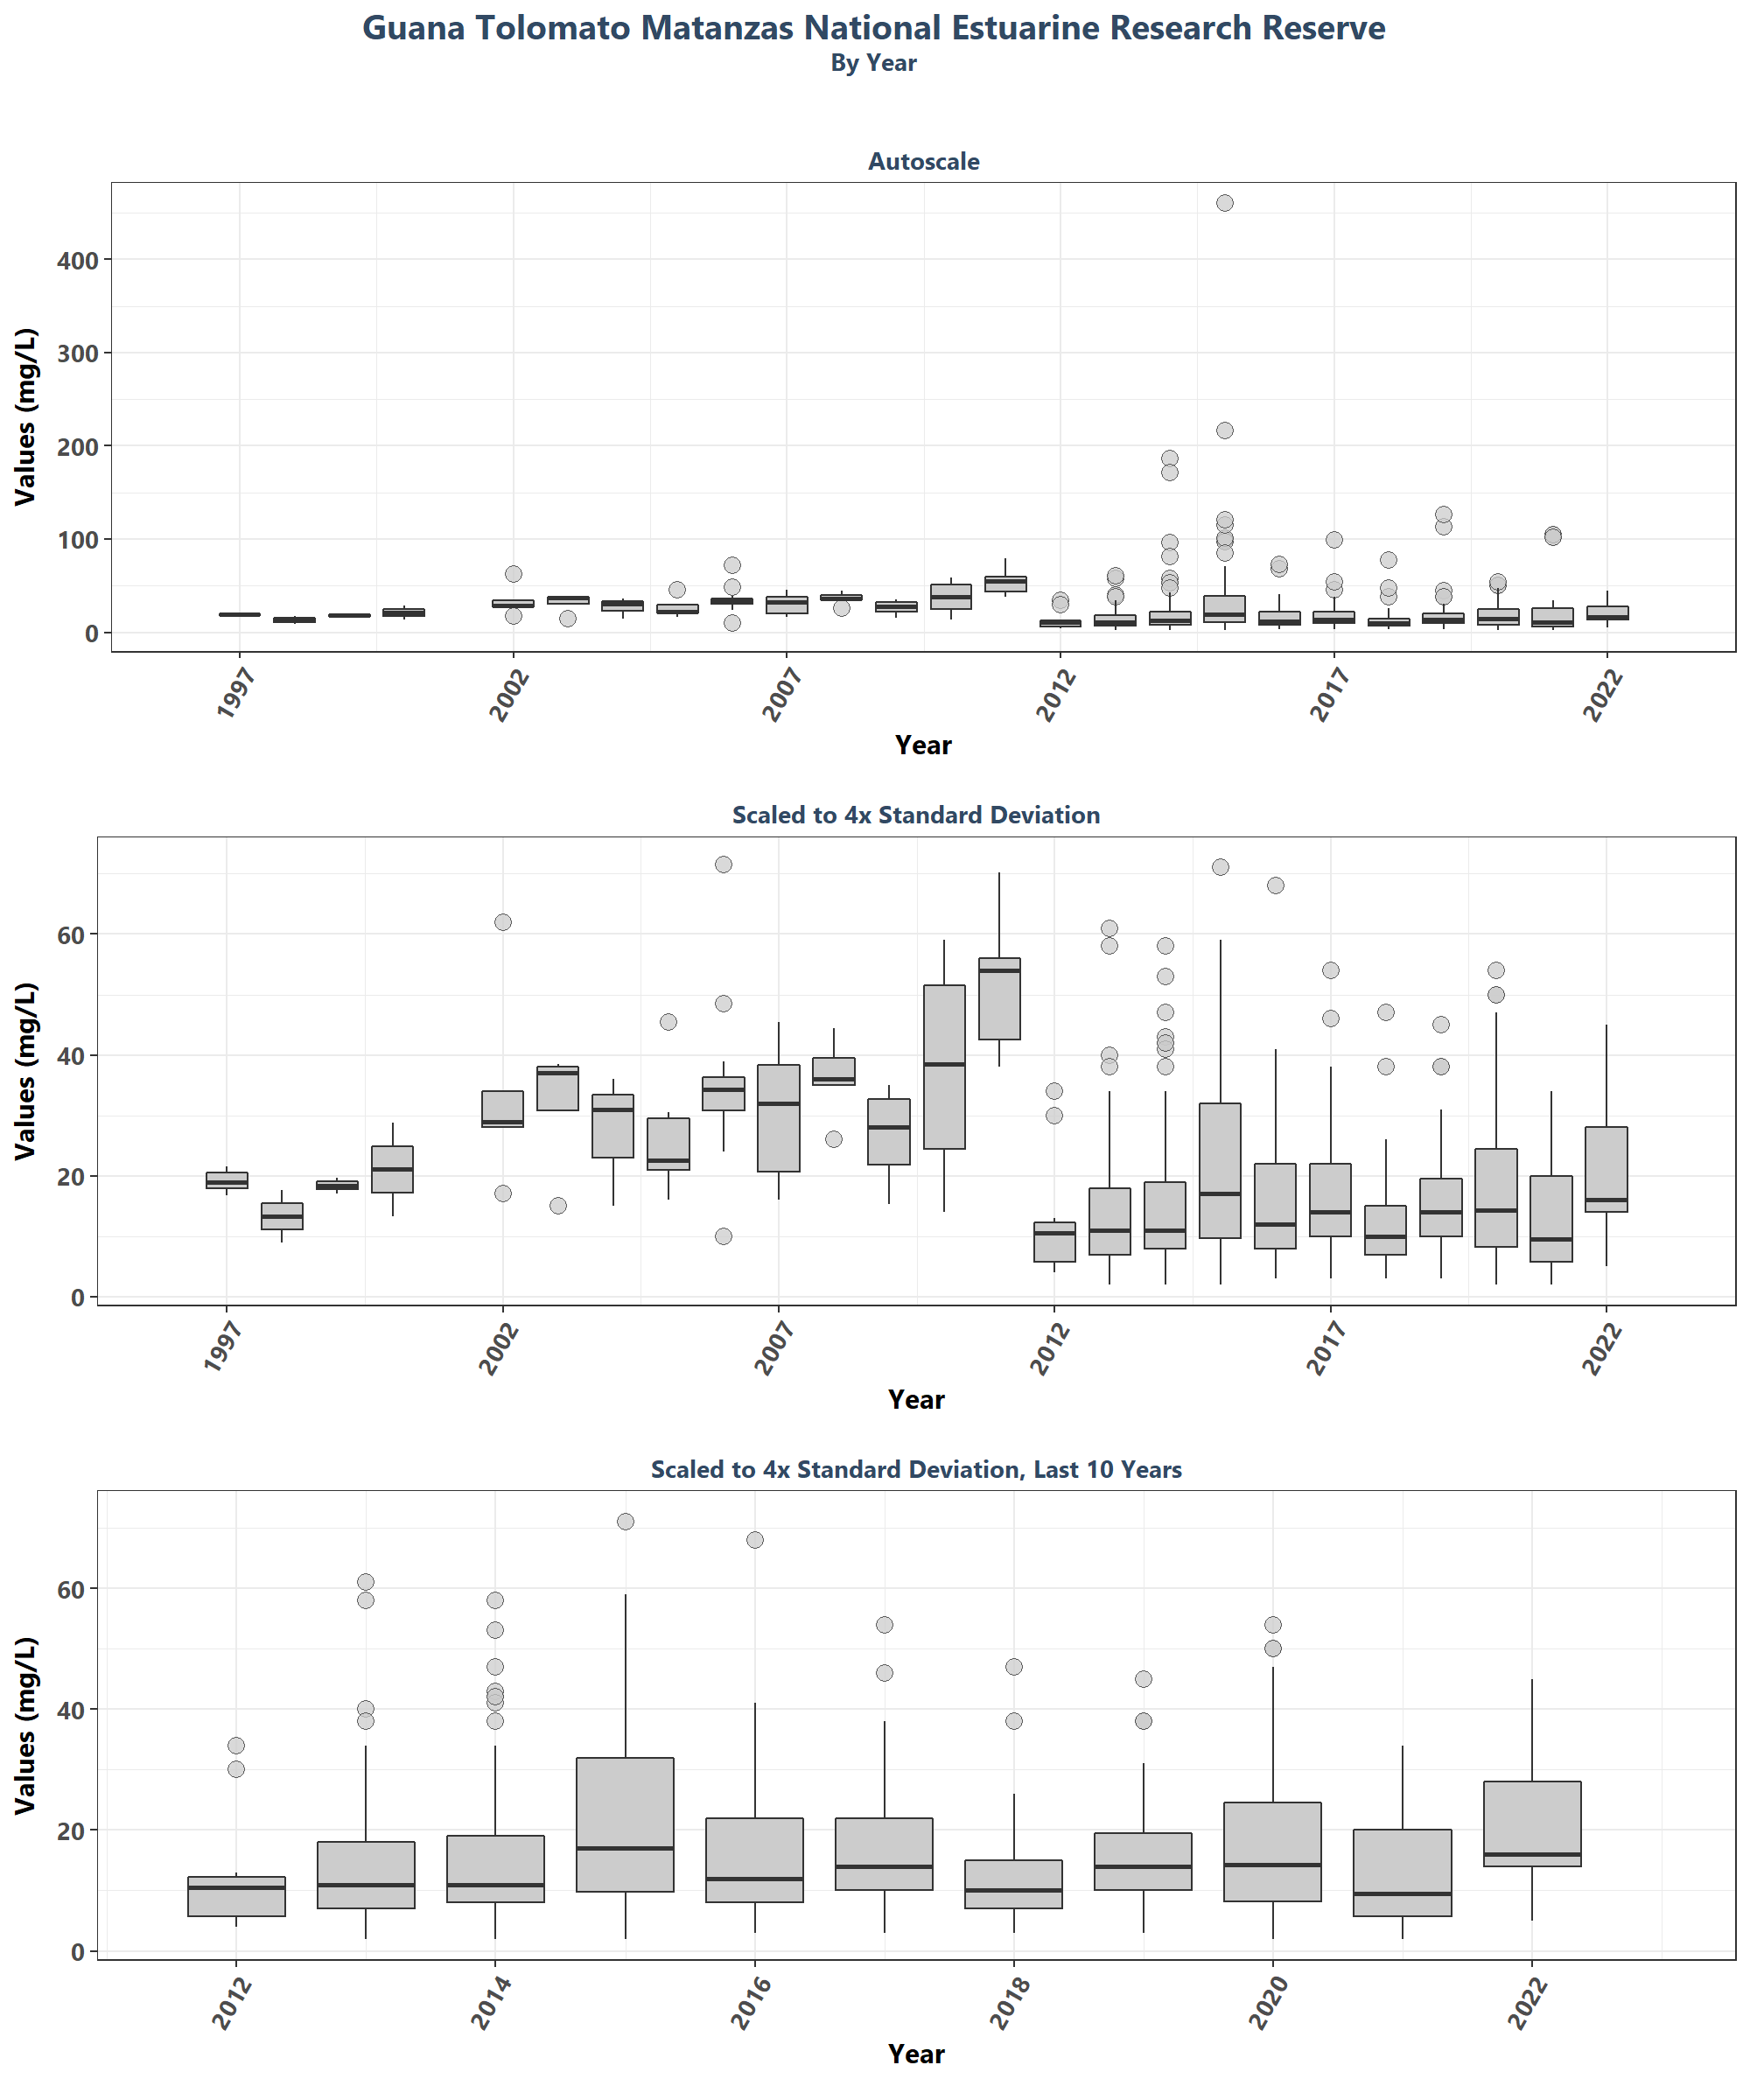 Guana Tolomato Matanzas National Estuarine Research Reserve
By Year
Autoscale
Values (mg/L)
400
300
200
100
0
1997 2002 2007 2012 2017 2022
Year
Scaled to 4x Standard Deviation
Values (mg/L)
60
40
20
0
1997 2002 2007 2012 2017 2022
Year
Scaled to 4x Standard Deviation, Last 10 Years
Values (mg/L)
60
40
20
0
2012 2014 2016 2018 2020 2022
Year